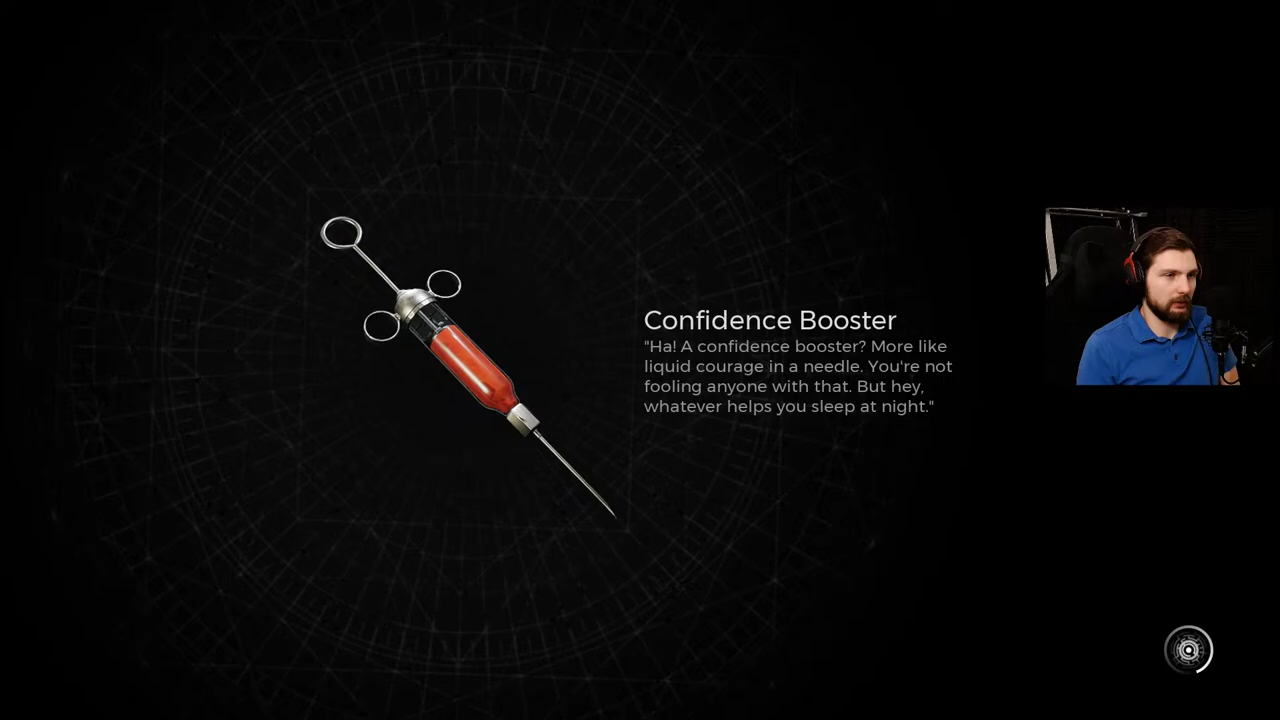 Confidence Booster
"Ha! A confidence booster? More like
liquid courage in a needle. You're not
fooling anyone with that. But hey,
whatever helps you sleep at night."